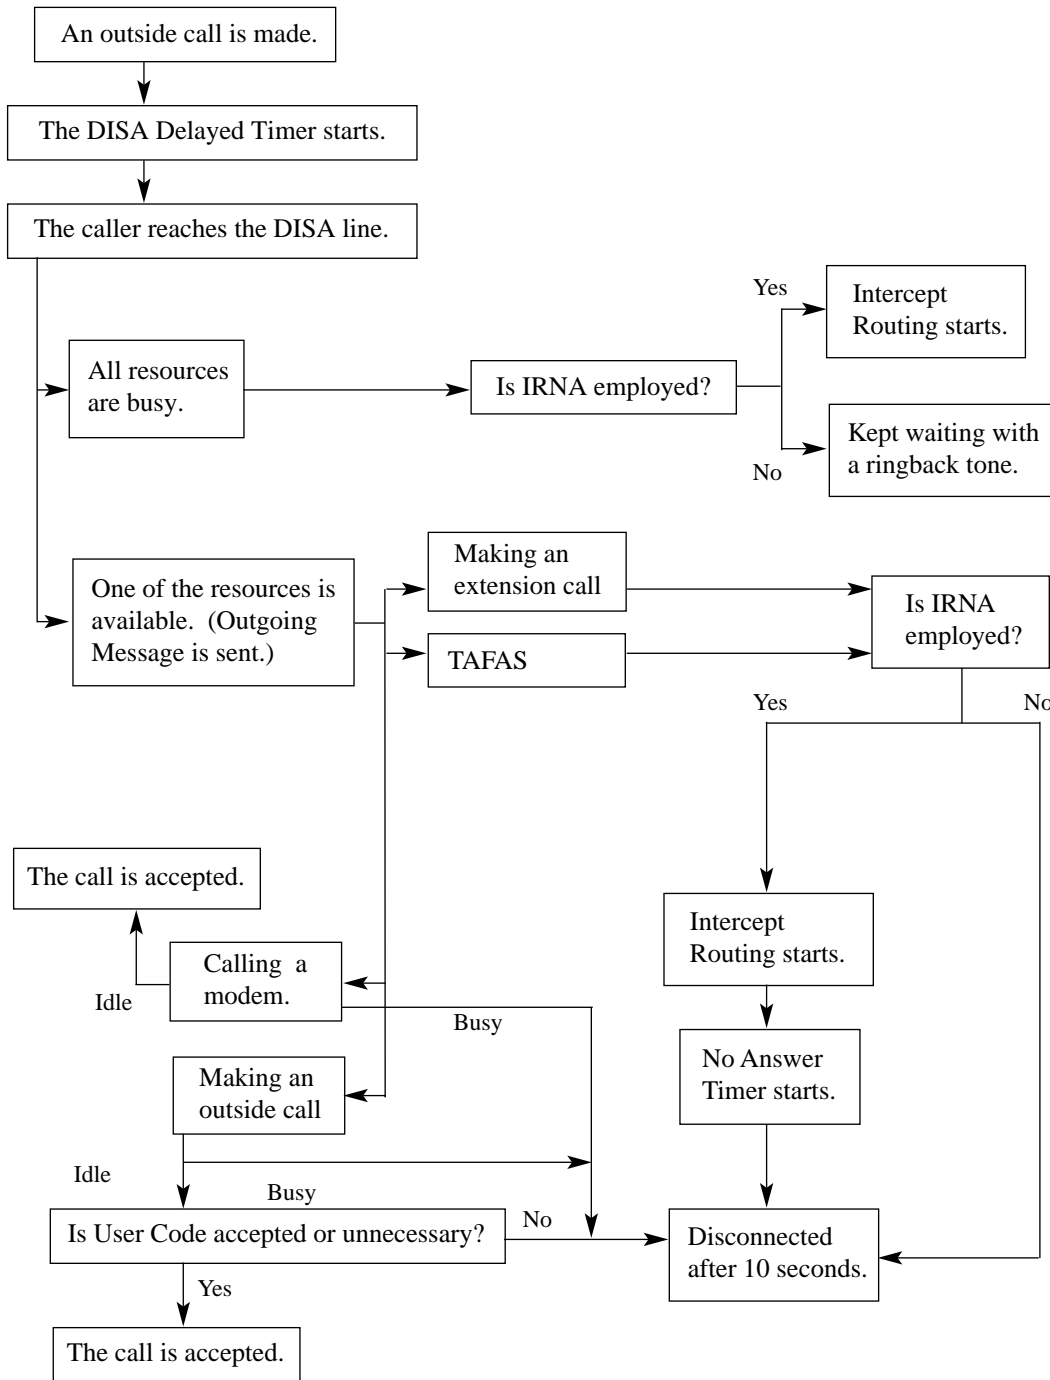 An outside call is made.
The DISA Delayed Timer starts.
The caller reaches the DISA line.
Yes
Intercept
Routing starts.
All resources
are busy.
Is IRNA employed?
No
Kept waiting with
a ringback tone.
One of the resources is
available. (Outgoing
Message is sent.)
Making an
extension call
TAFAS
Is IRNA
employed?
Yes
No
The call is accepted.
Idle
Calling a
modem.
Busy
Intercept
Routing starts.
No Answer
Timer starts.
Making an
outside call
Idle
Busy
Is User Code accepted or unnecessary?
No
Disconnected
after 10 seconds.
Yes
The call is accepted.